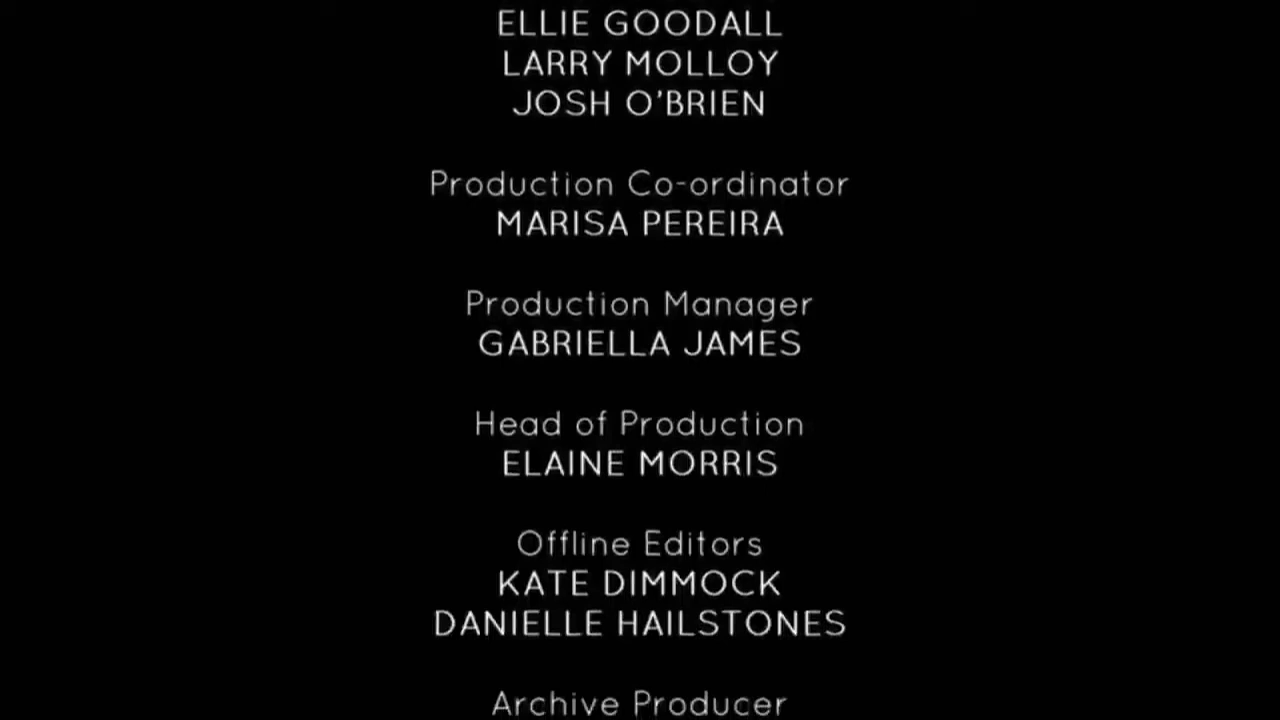 ELLIE GOODALL
LARRY MOLLOY
JOSH O'BRIEN
Production Co-ordinator
MARISA PEREIRA
Production Manager
GABRIELLA JAMES
Head of Production
ELAINE MORRIS
Offline Editors
KATE DIMMOCK
DANIELLE HAILSTONES
Archive Producer